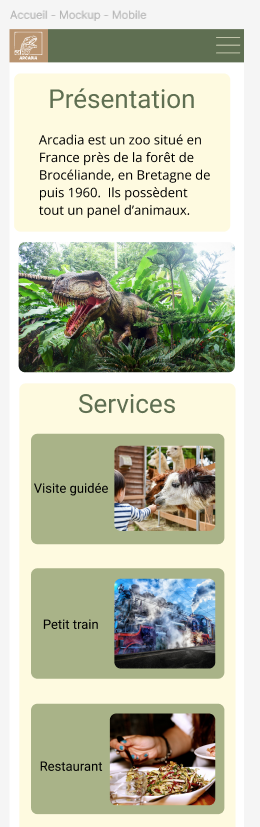 Accueil - Mockup - Mobile
ARCADIA
Présentation
Arcadia est un zoo situé en
France près de la forêt de
Brocéliande, en Bretagne de
puis 1960. Ils possèdent
tout un panel d'animaux.
Services
Visite guidée
Petit train
Restaurant